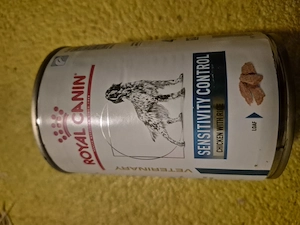 ROYAL CANIN
VETERINARY
SENSITIVITY CONTROL
CHICKEN WITH RICE
LOAF